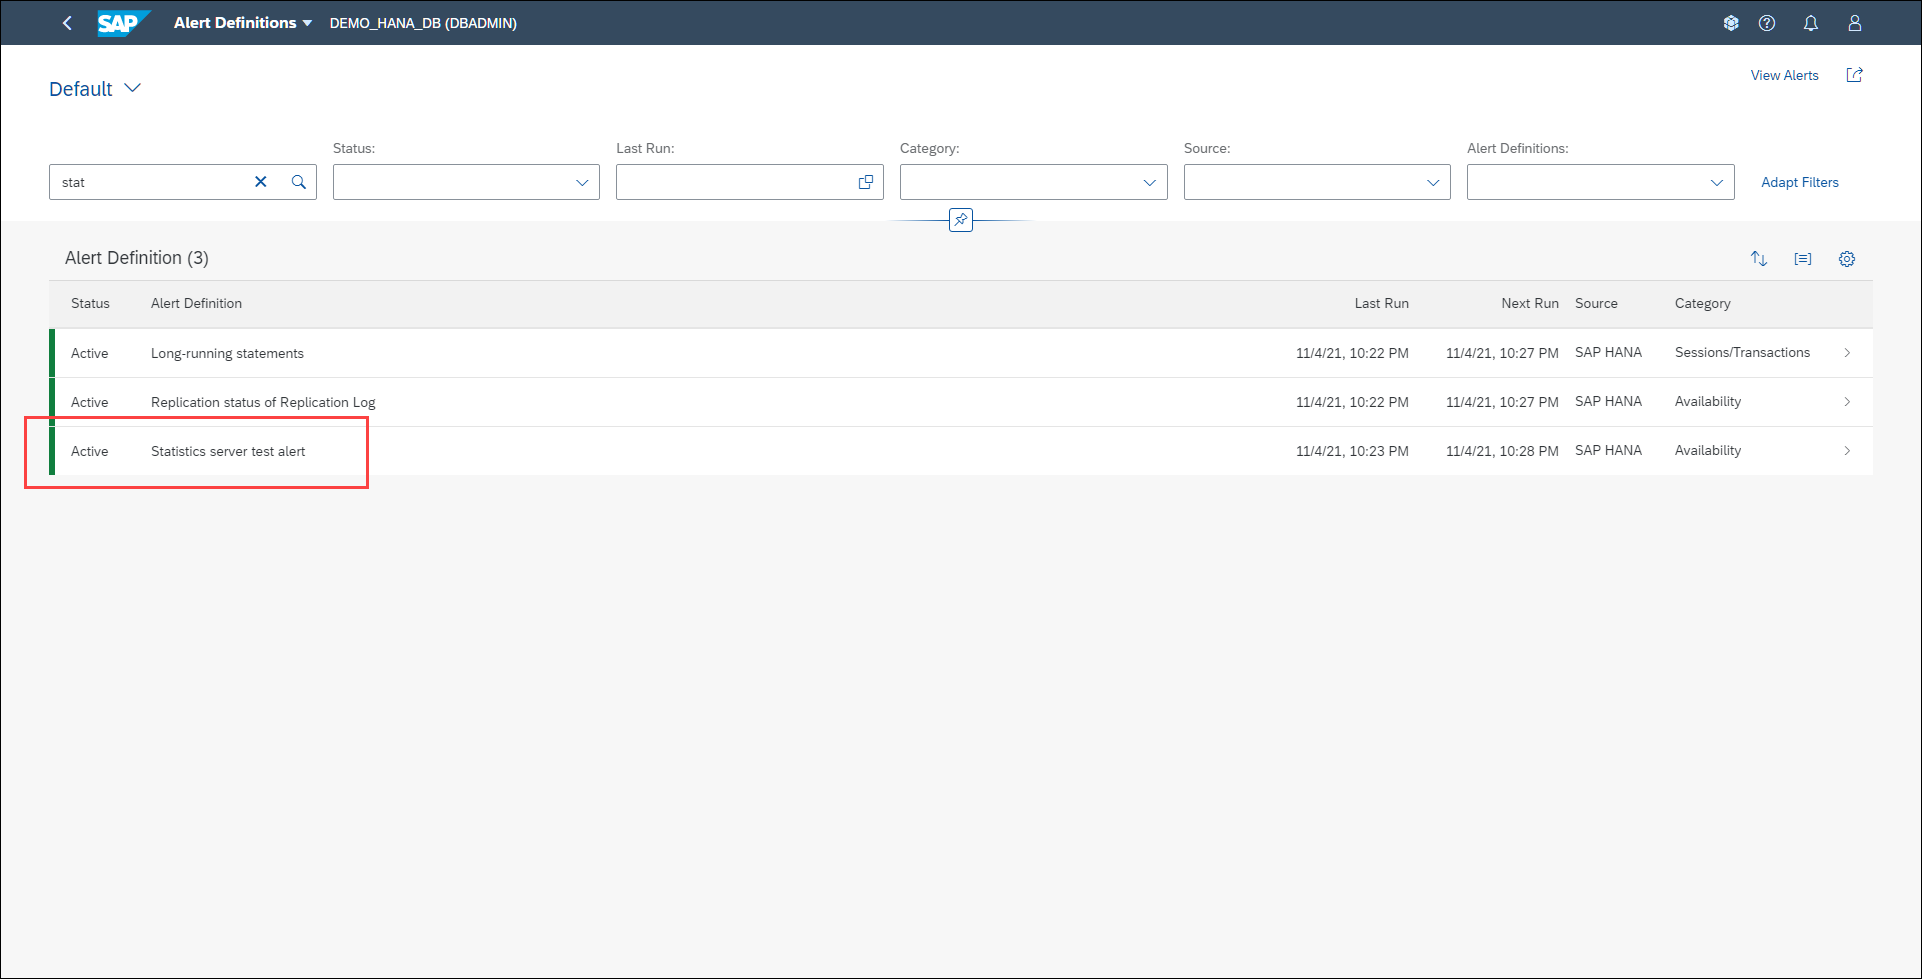 SAP Alert Definitions DEMO_HANA_DB (DBADMIN)
View Alerts
Default
Status: Last Run: Category: Source: Alert Definitions:
stat Adapt Filters
Alert Definition (3)
Status Alert Definition Last Run Next Run Source Category
Active Long-running statements 11/4/21, 10:22 PM 11/4/21, 10:27 PM SAP HANA Sessions/Transactions
Active Replication status of Replication Log 11/4/21, 10:22 PM 11/4/21, 10:27 PM SAP HANA Availability
Active Statistics server test alert 11/4/21, 10:23 PM 11/4/21, 10:28 PM SAP HANA Availability